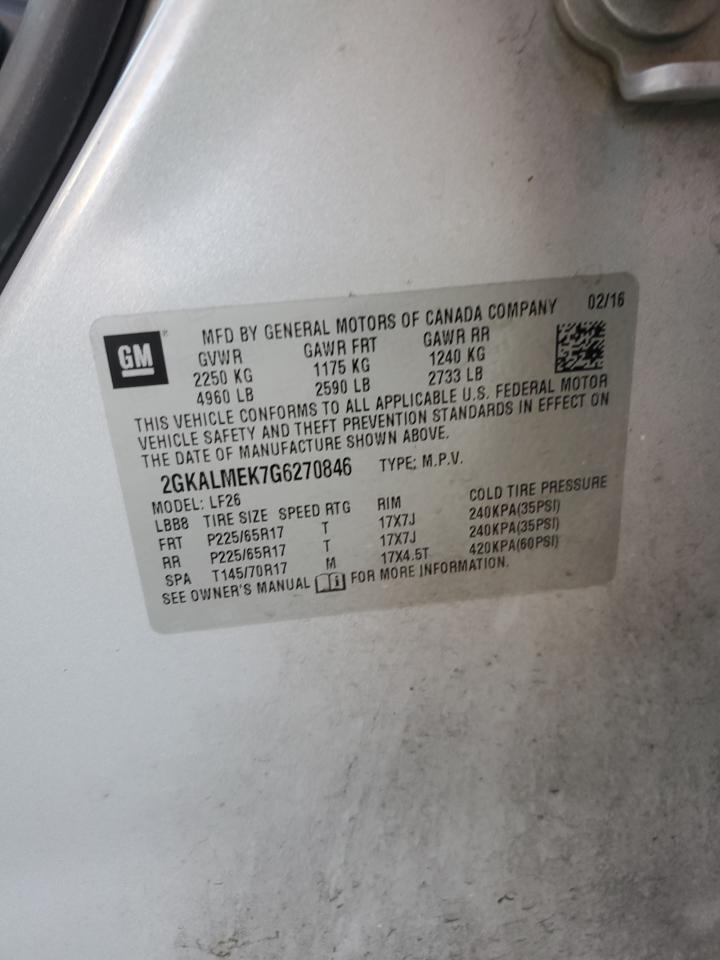 GM
MFD BY GENERAL MOTORS OF CANADA COMPANY 02/16
GVWR GAWR FRT GAWR RR
2250 KG 1175 KG 1240 KG
4960 LB 2590 LB 2733 LB
THIS VEHICLE CONFORMS TO ALL APPLICABLE U.S. FEDERAL MOTOR
VEHICLE SAFETY AND THEFT PREVENTION STANDARDS IN EFFECT ON
THE DATE OF MANUFACTURE SHOWN ABOVE.
2GKALMEK7G6270846 TYPE: M.P.V.
MODEL: LF26
LBB8 TIRE SIZE SPEED RTG RIM COLD TIRE PRESSURE
FRT P225/65R17 T 17X7J 240KPA(35PSI)
RR P225/65R17 T 17X7J 240KPA(35PSI)
SPA T145/70R17 M 17X4.5T 420KPA(60PSI)
SEE OWNER'S MANUAL FOR MORE INFORMATION.